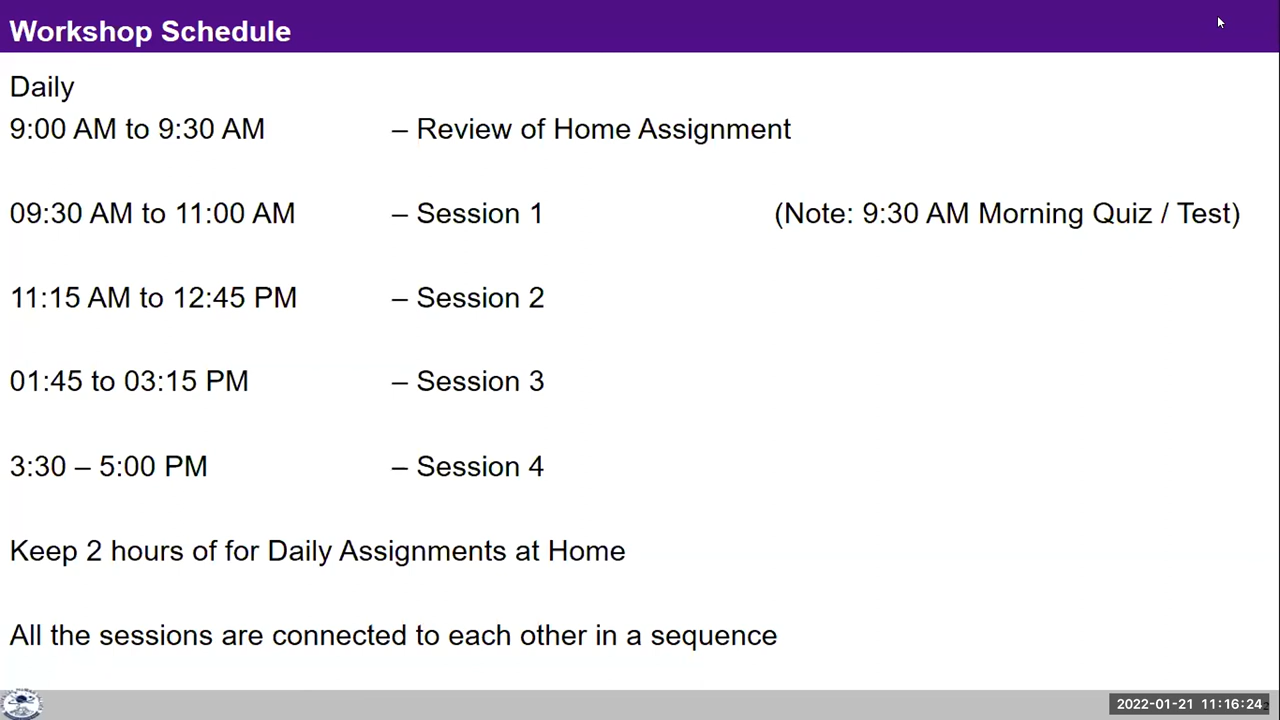 Workshop Schedule
Daily
9:00 AM to 9:30 AM – Review of Home Assignment
09:30 AM to 11:00 AM – Session 1 (Note: 9:30 AM Morning Quiz / Test)
11:15 AM to 12:45 PM – Session 2
01:45 to 03:15 PM – Session 3
3:30 – 5:00 PM – Session 4
Keep 2 hours of for Daily Assignments at Home
All the sessions are connected to each other in a sequence
2022-01-21 11:16:24